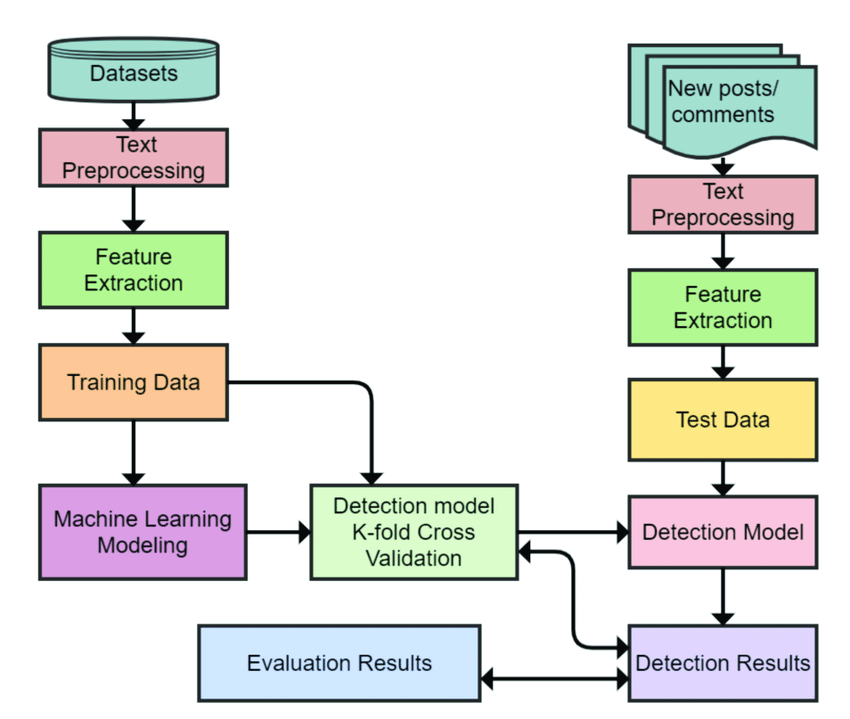 Datasets
Text
Preprocessing
Feature
Extraction
Training Data
Machine Learning
Modeling
Detection model
K-fold Cross
Validation
New posts/
comments
Text
Preprocessing
Feature
Extraction
Test Data
Detection Model
Evaluation Results
Detection Results